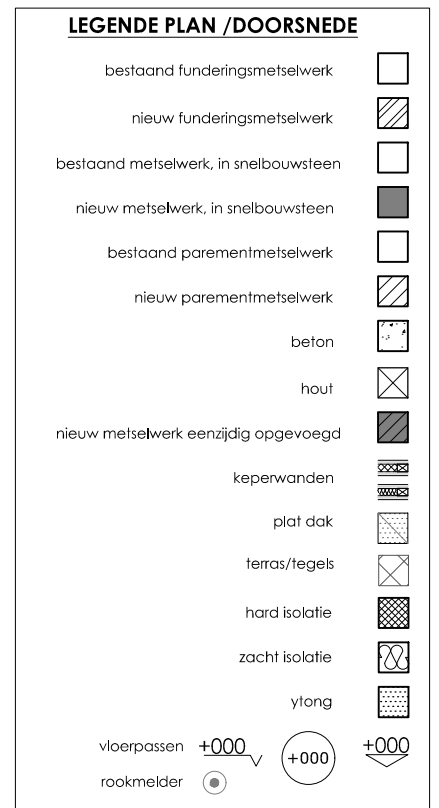 LEGENDE PLAN /DOORSNEDE
bestaand funderingsmetselwerk
nieuw funderingsmetselwerk
bestaand metselwerk, in snelbouwsteen
nieuw metselwerk, in snelbouwsteen
bestaand parementmetselwerk
nieuw parementmetselwerk
beton
hout
nieuw metselwerk eenzijdig opgevoegd
keperwanden
plat dak
terras/tegels
hard isolatie
zacht isolatie
ytong
vloerpassen +000 +000 +000
rookmelder